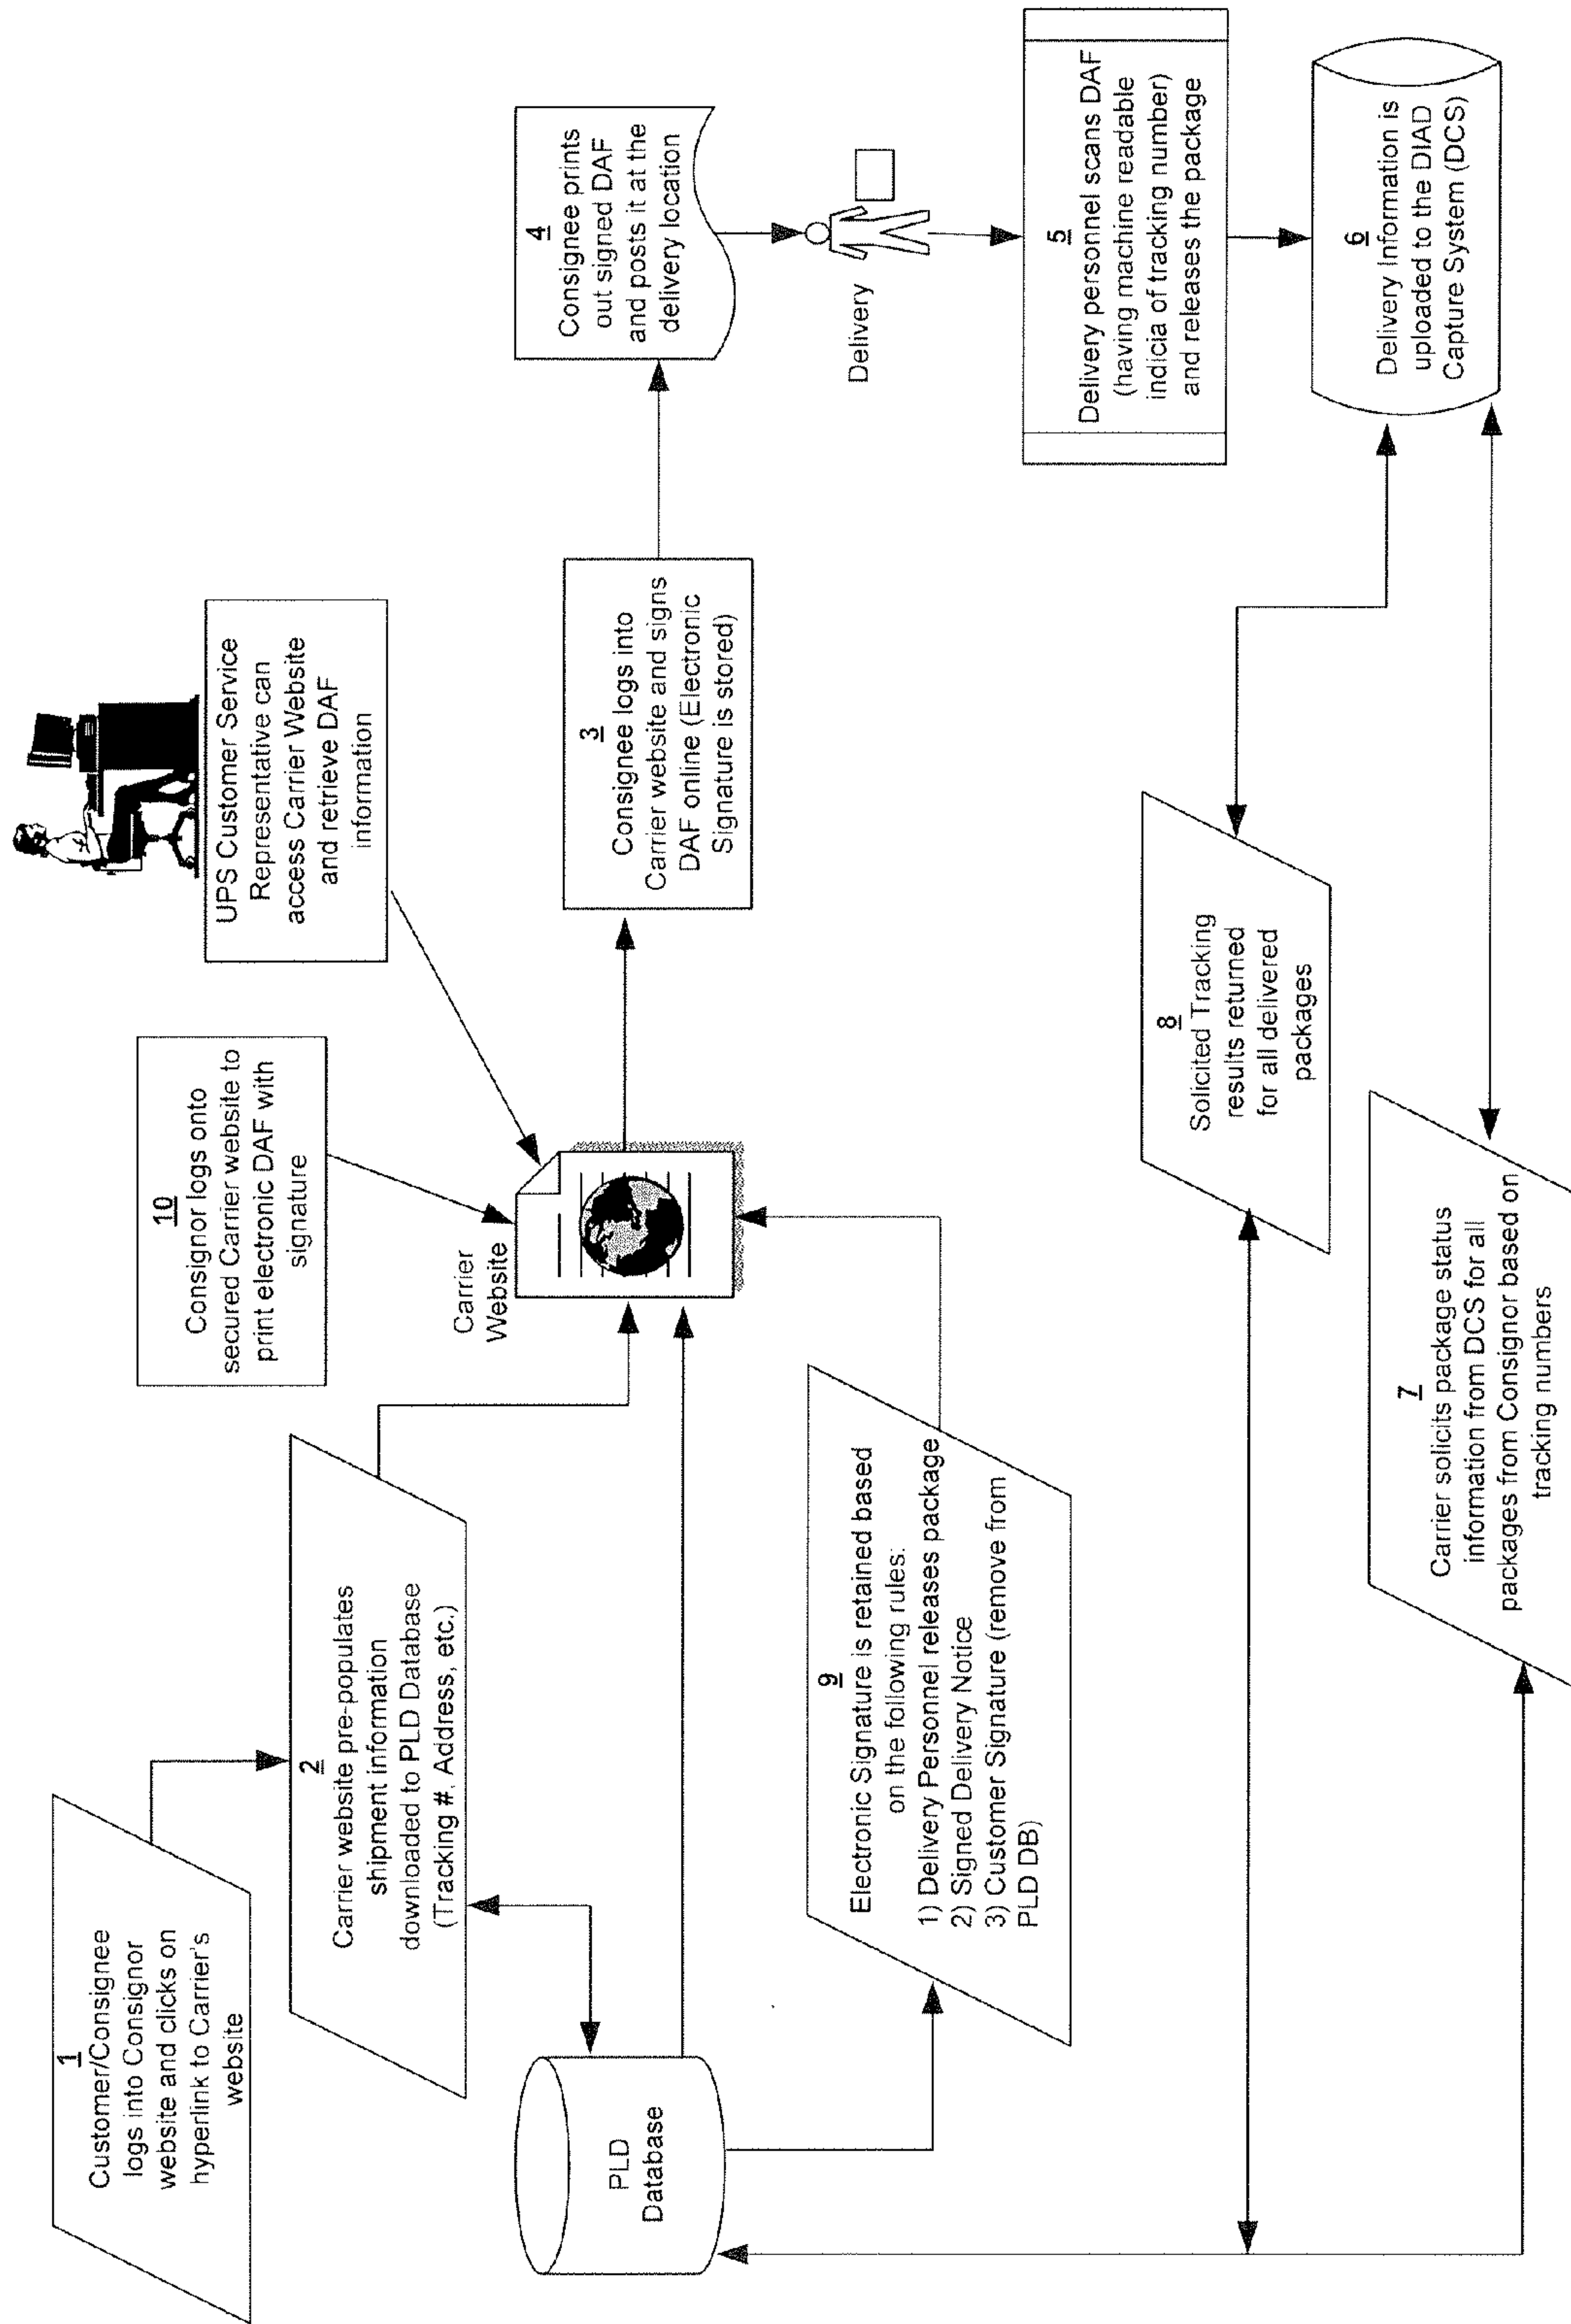 1
Customer/Consignee
logs into Consignor
website and clicks on
hyperlink to Carrier's
website
2
Carrier website pre-populates
shipment information
downloaded to PLD Database
(Tracking #, Address, etc.)
PLD
Database
10
Consignor logs onto
secured Carrier website to
print electronic DAF with
signature
Carrier
Website
UPS Customer Service
Representative can
access Carrier Website
and retrieve DAF
information
3
Consignee logs into
Carrier website and signs
DAF online (Electronic
Signature is stored)
4
Consignee prints
out signed DAF
and posts it at the
delivery location
Delivery
5
Delivery personnel scans DAF
(having machine readable
indicia of tracking number)
and releases the package
6
Delivery Information is
uploaded to the DIAD
Capture System (DCS)
9
Electronic Signature is retained based
on the following rules:
1) Delivery Personnel releases package
2) Signed Delivery Notice
3) Customer Signature (remove from
PLD DB)
8
Solicited Tracking
results returned
for all delivered
packages
7
Carrier solicits package status
information from DCS for all
packages from Consignor based on
tracking numbers